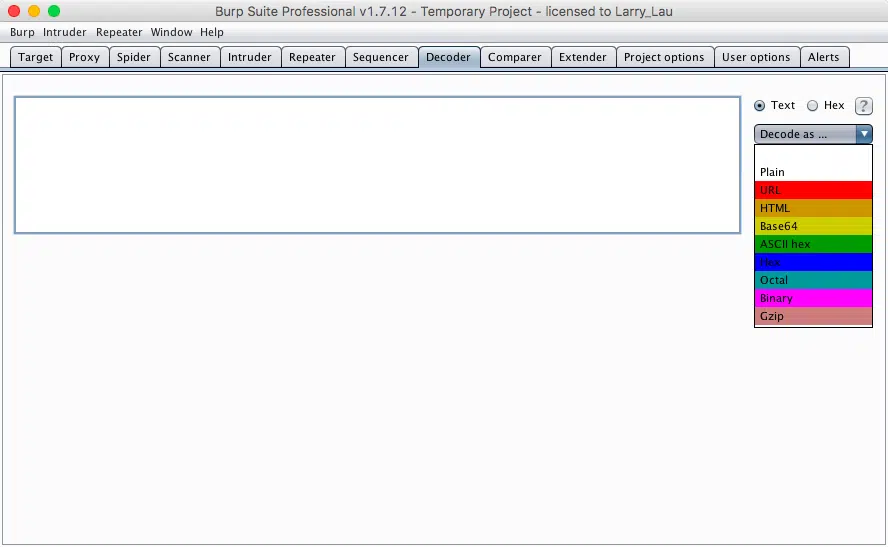 Burp Suite Professional v1.7.12 - Temporary Project - licensed to Larry_Lau
Burp Intruder Repeater Window Help
Target Proxy Spider Scanner Intruder Repeater Sequencer Decoder Comparer Extender Project options User options Alerts
Text Hex ?
Decode as ...
Plain
URL
HTML
Base64
ASCII hex
Hex
Octal
Binary
Gzip